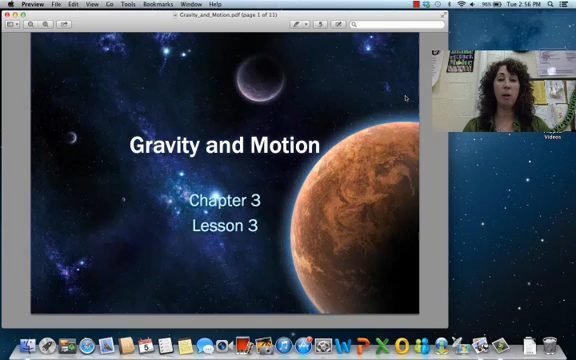 Preview File Edit View Go Tools Bookmarks Window Help
96% Tue 2:56 PM
Gravity_and_Motion.pdf (page 1 of 11)
Gravity and Motion
Chapter 3
Lesson 3
Videos